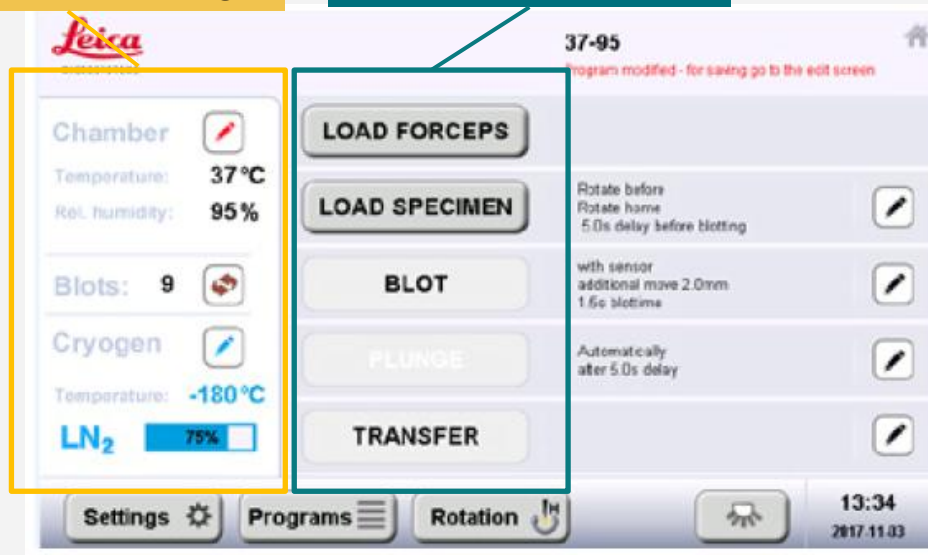 Leica
37-95
Program modified - for saving go to the edit screen
Chamber
Temperature: 37°C
Rel. humidity: 95%
Blots: 9
Cryogen
Temperature: -180°C
LN₂ 75%
LOAD FORCEPS
LOAD SPECIMEN
Rotate before
Rotate home
5.0s delay before blotting
BLOT
with sensor
additional move 2.0mm
1.6s blottime
PLUNGE
Automatically
after 5.0s delay
TRANSFER
Settings
Programs
Rotation
13:34
2017-11-03